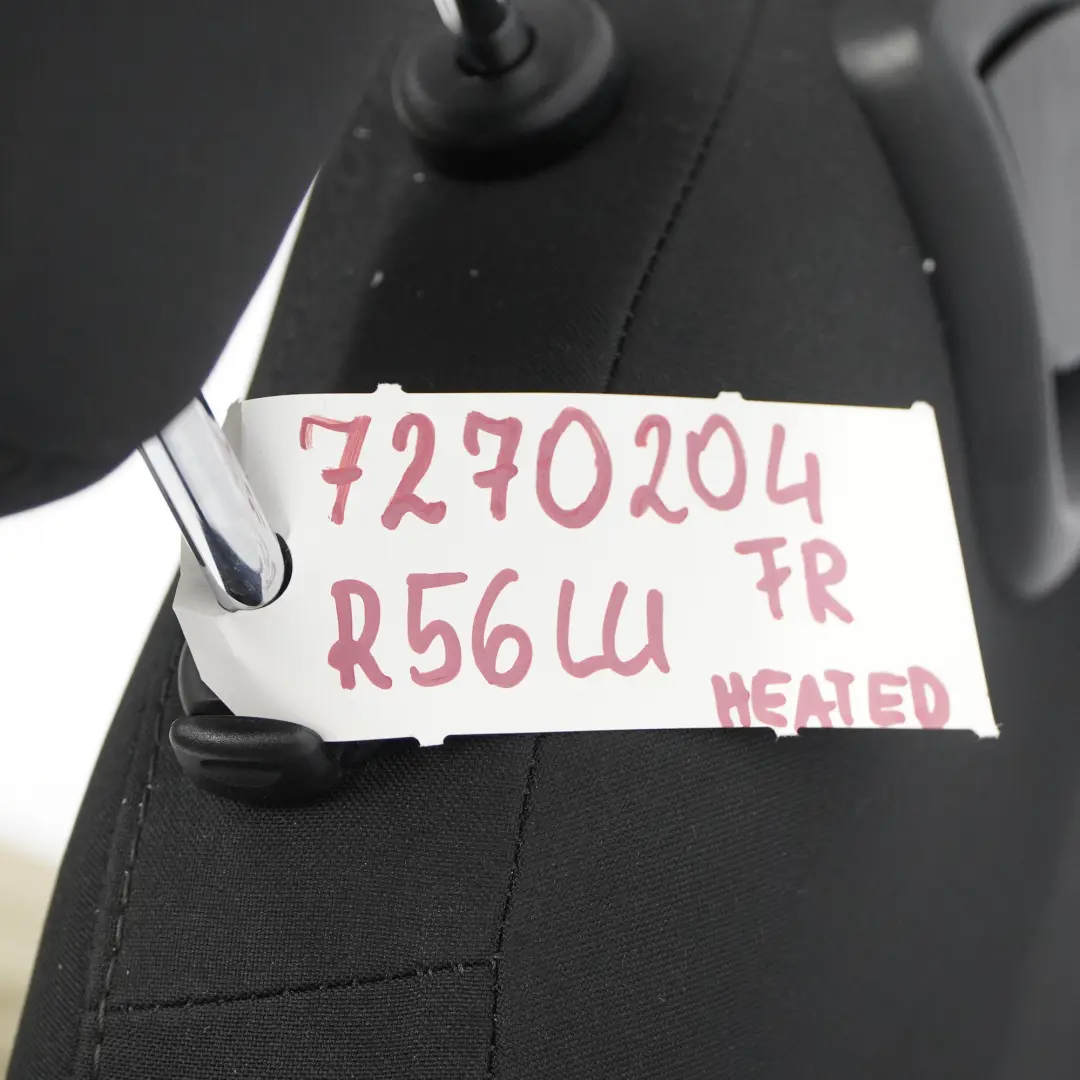 7270204
FR
R56LU
HEATED